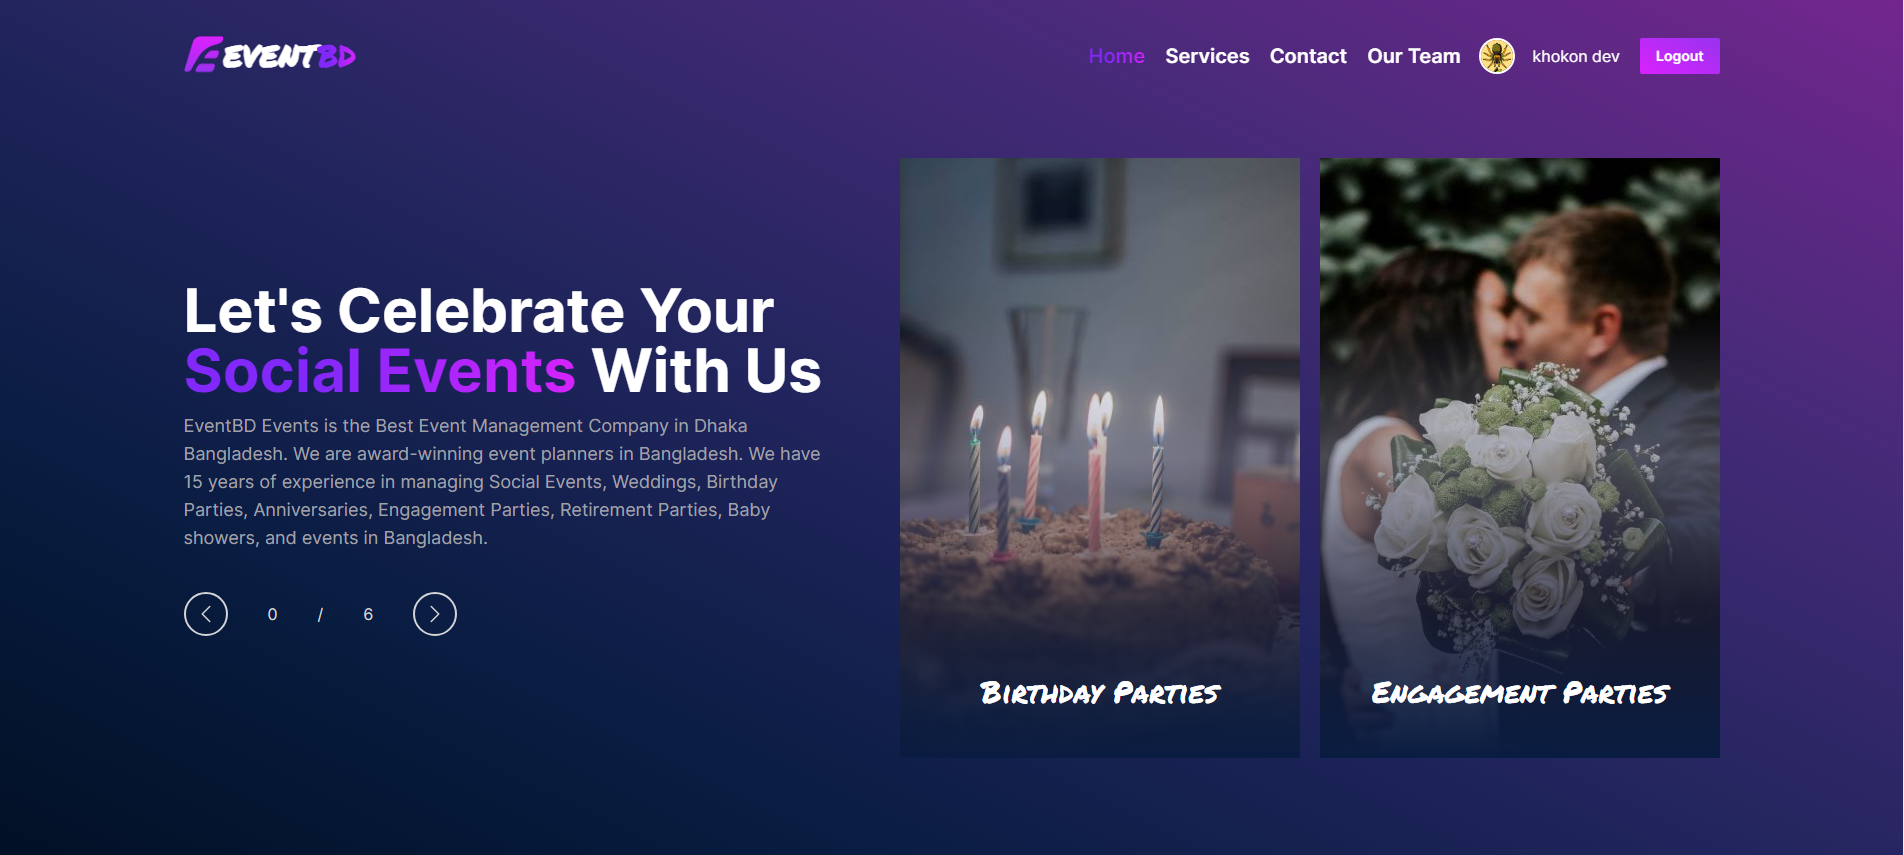 EVENTBD
Home Services Contact Our Team khokon dev Logout
Let's Celebrate Your
Social Events With Us
EventBD Events is the Best Event Management Company in Dhaka
Bangladesh. We are award-winning event planners in Bangladesh. We have
15 years of experience in managing Social Events, Weddings, Birthday
Parties, Anniversaries, Engagement Parties, Retirement Parties, Baby
showers, and events in Bangladesh.
0 / 6
Birthday Parties
Engagement Parties